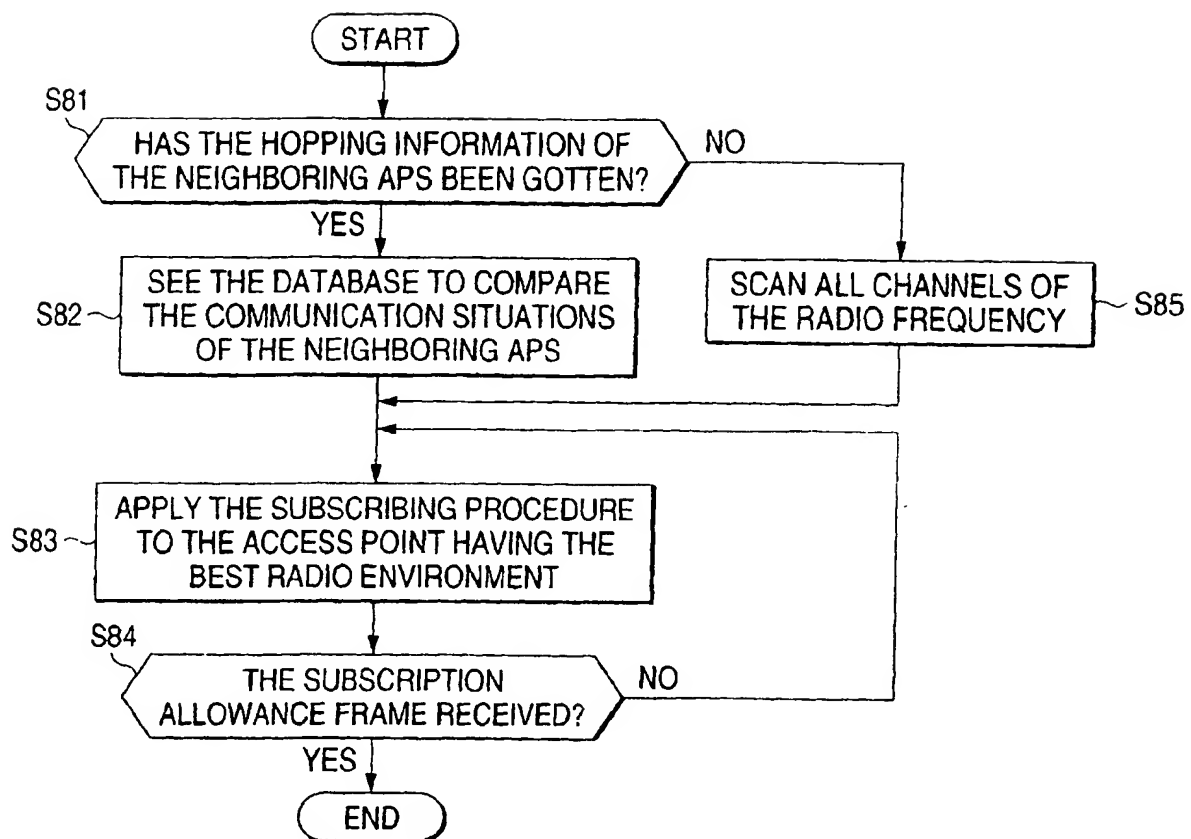 START
S81
HAS THE HOPPING INFORMATION OF
THE NEIGHBORING APS BEEN GOTTEN?
NO
YES
S82
SEE THE DATABASE TO COMPARE
THE COMMUNICATION SITUATIONS
OF THE NEIGHBORING APS
SCAN ALL CHANNELS OF
THE RADIO FREQUENCY
S85
S83
APPLY THE SUBSCRIBING PROCEDURE
TO THE ACCESS POINT HAVING THE
BEST RADIO ENVIRONMENT
S84
THE SUBSCRIPTION
ALLOWANCE FRAME RECEIVED?
NO
YES
END